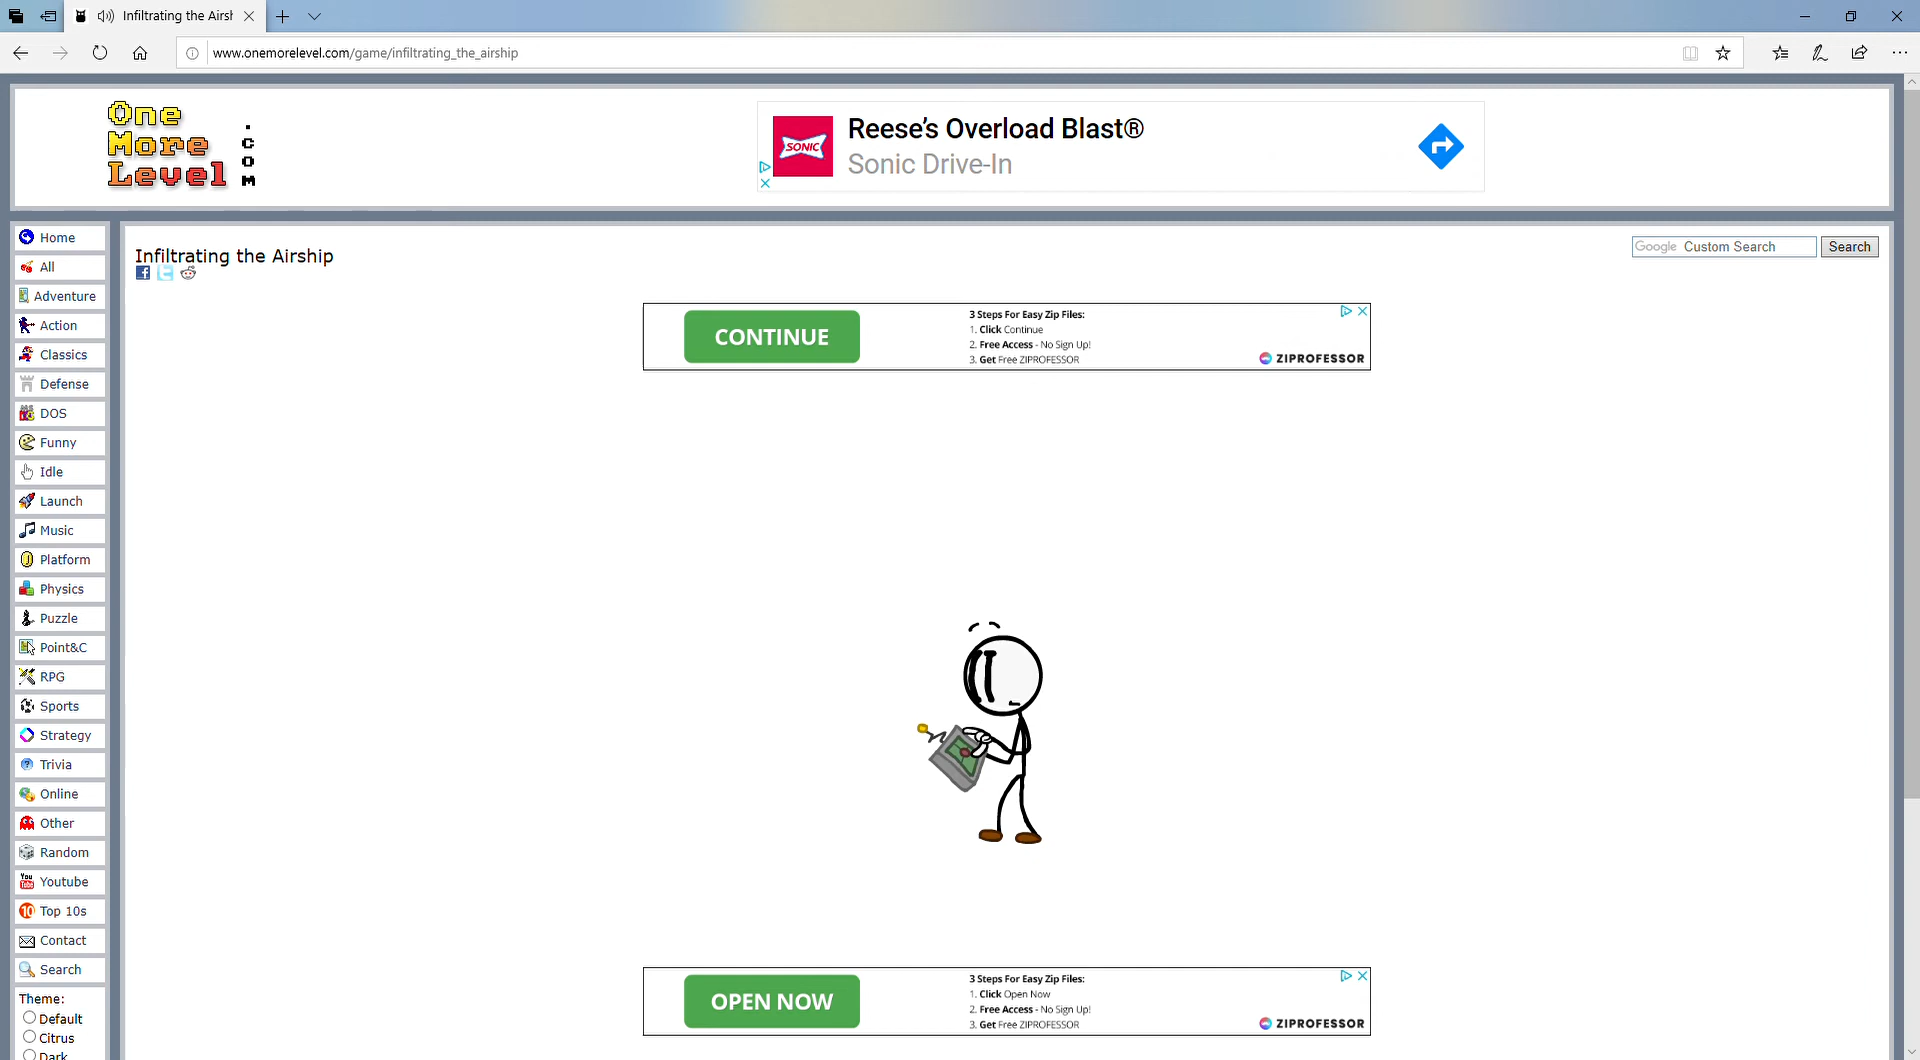 Infiltrating the Airsh
www.onemorelevel.com/game/infiltrating_the_airship
One
More
Level
.com
SONIC
Reese’s Overload Blast®
Sonic Drive-In
Home
All
Adventure
Action
Classics
Defense
DOS
Funny
Idle
Launch
Music
Platform
Physics
Puzzle
Point&C
RPG
Sports
Strategy
Trivia
Online
Other
Random
You Tube Youtube
10 Top 10s
Contact
Search
Theme:
Default
Citrus
Dark
Infiltrating the Airship
Google Custom Search
Search
CONTINUE
3 Steps For Easy Zip Files:
1. Click Continue
2. Free Access - No Sign Up!
3. Get Free ZIPROFESSOR
ZIPROFESSOR
OPEN NOW
3 Steps For Easy Zip Files:
1. Click Open Now
2. Free Access - No Sign Up!
3. Get Free ZIPROFESSOR
ZIPROFESSOR